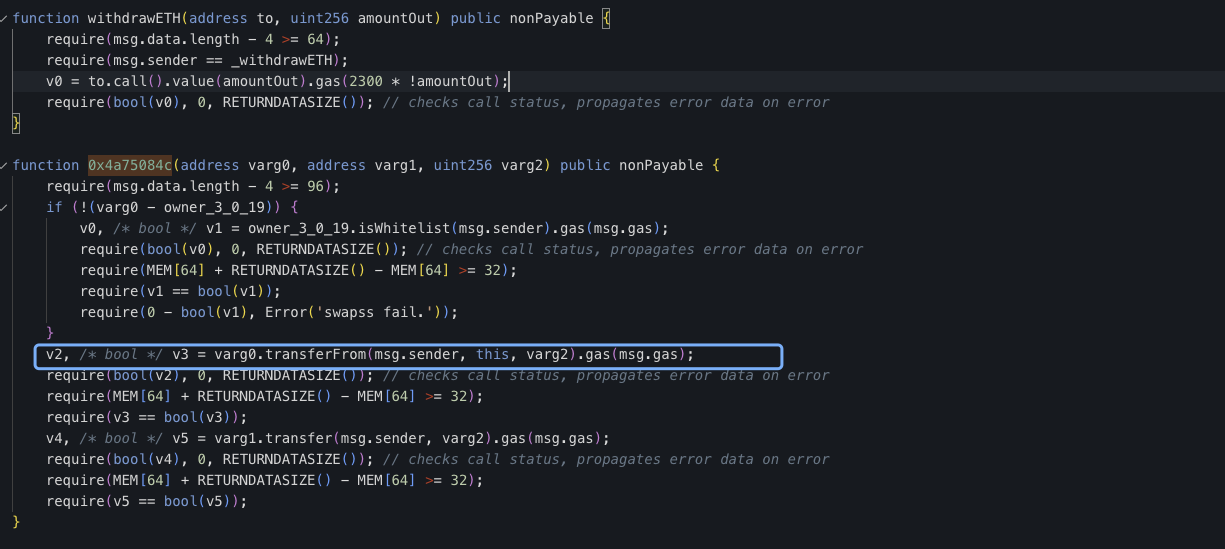 function withdrawETH(address to, uint256 amountOut) public nonPayable {
    require(msg.data.length - 4 >= 64);
    require(msg.sender == _withdrawETH);
    v0 = to.call().value(amountOut).gas(2300 * !amountOut);
    require(bool(v0), 0, RETURNDATASIZE()); // checks call status, propagates error data on error
}
function 0x4a75084c(address varg0, address varg1, uint256 varg2) public nonPayable {
    require(msg.data.length - 4 >= 96);
    if (!(varg0 - owner_3_0_19)) {
        v0, /* bool */ v1 = owner_3_0_19.isWhitelist(msg.sender).gas(msg.gas);
        require(bool(v0), 0, RETURNDATASIZE()); // checks call status, propagates error data on error
        require(MEM[64] + RETURNDATASIZE() - MEM[64] >= 32);
        require(v1 == bool(v1));
        require(0 - bool(v1), Error('swapss fail.'));
    }
    v2, /* bool */ v3 = varg0.transferFrom(msg.sender, this, varg2).gas(msg.gas);
    require(bool(v2), 0, RETURNDATASIZE()); // checks call status, propagates error data on error
    require(MEM[64] + RETURNDATASIZE() - MEM[64] >= 32);
    require(v3 == bool(v3));
    v4, /* bool */ v5 = varg1.transfer(msg.sender, varg2).gas(msg.gas);
    require(bool(v4), 0, RETURNDATASIZE()); // checks call status, propagates error data on error
    require(MEM[64] + RETURNDATASIZE() - MEM[64] >= 32);
    require(v5 == bool(v5));
}